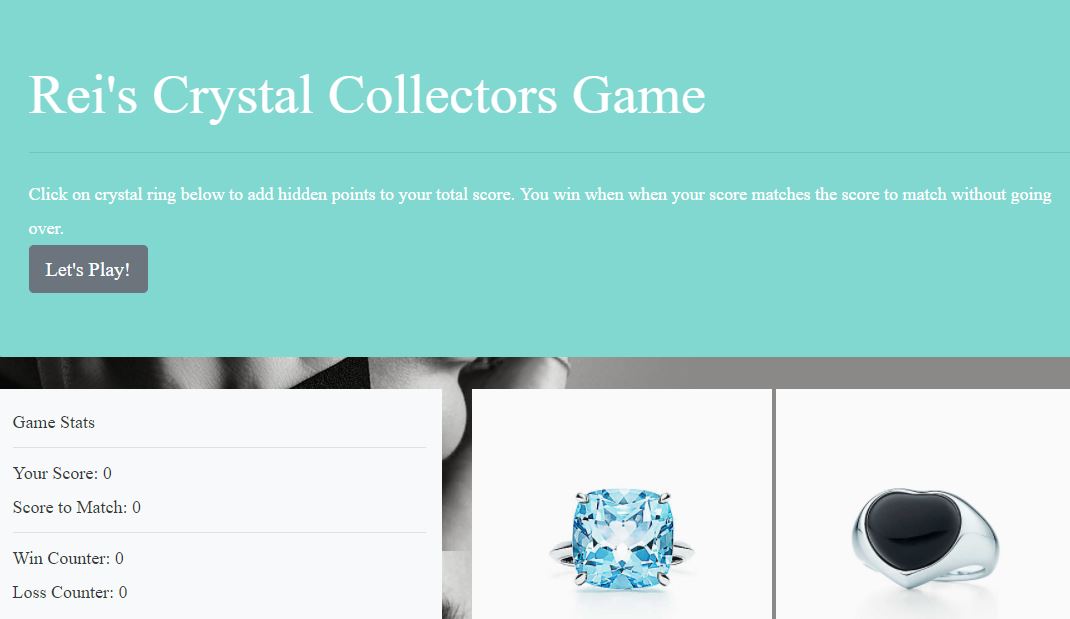 Rei's Crystal Collectors Game
Click on crystal ring below to add hidden points to your total score. You win when when your score matches the score to match without going
over.
Let's Play!
Game Stats
Your Score: 0
Score to Match: 0
Win Counter: 0
Loss Counter: 0